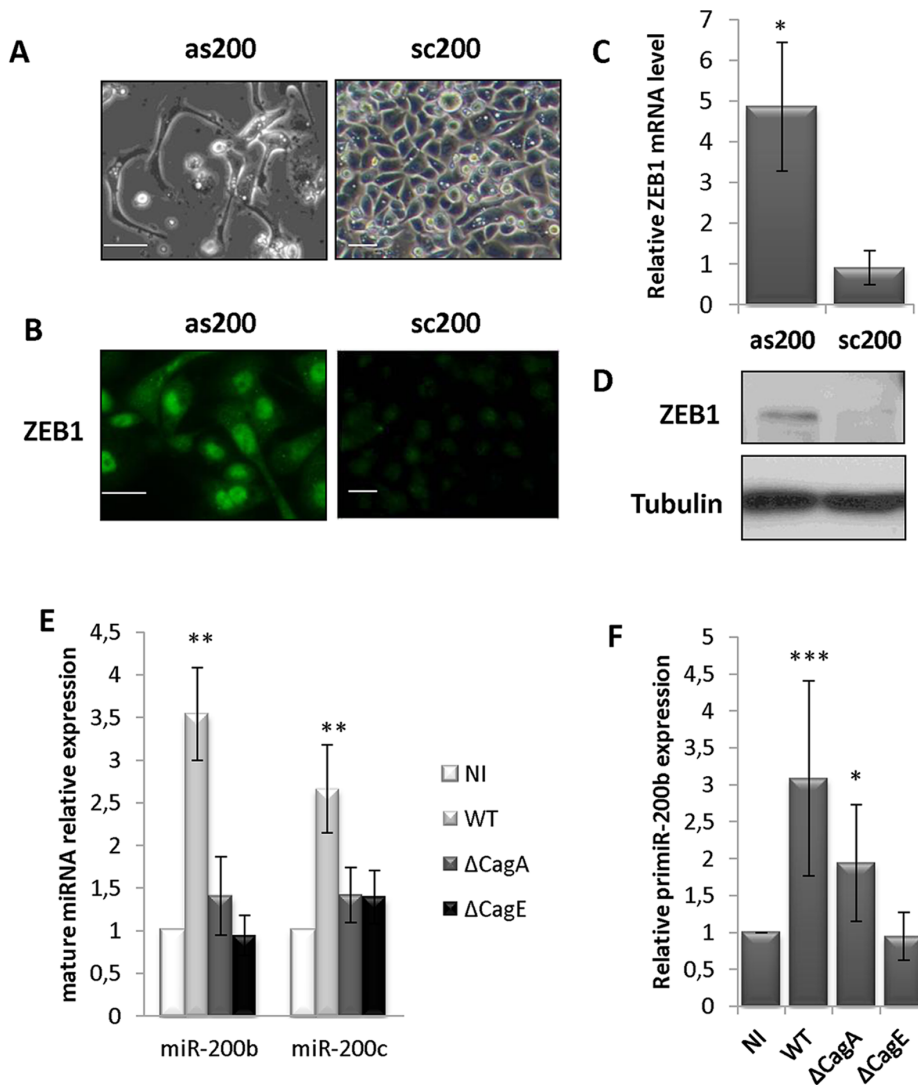 A
as200
sc200
B
as200
sc200
ZEB1
C
Relative ZEB1 mRNA level
7
6
5
4
3
2
1
0
*
as200
sc200
D
ZEB1
Tubulin
E
mature miRNA relative expression
4,5
4
3,5
3
2,5
2
1,5
1
0,5
0
**
**
miR-200b
miR-200c
NI
WT
ΔCagA
ΔCagE
F
Relative primiR-200b expression
5
4,5
4
3,5
3
2,5
2
1,5
1
0,5
0
***
*
NI
WT
ΔCagA
ΔCagE